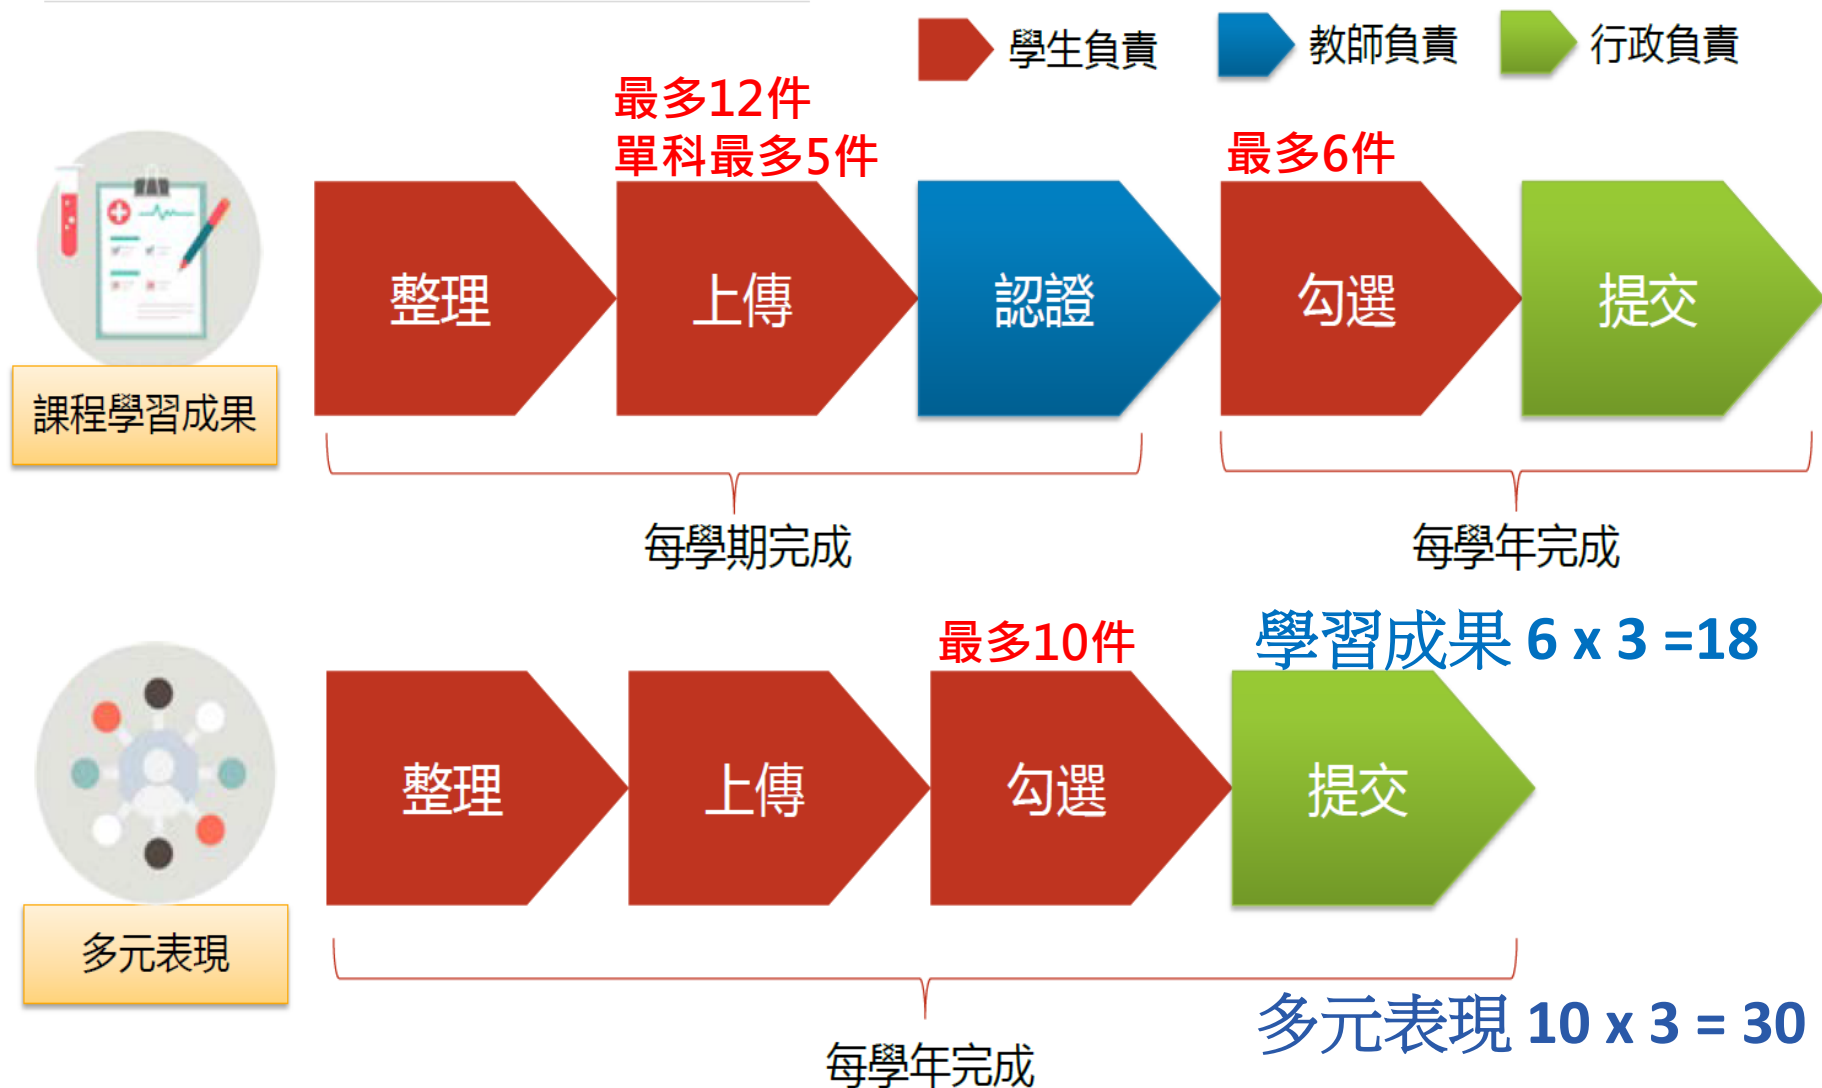 學生負責
教師負責
行政負責
最多12件
單科最多5件
最多6件
整理
上傳
認證
勾選
提交
課程學習成果
每學期完成
每學年完成
學習成果 6 x 3 =18
最多10件
整理
上傳
勾選
提交
多元表現
多元表現 10 x 3 = 30
每學年完成